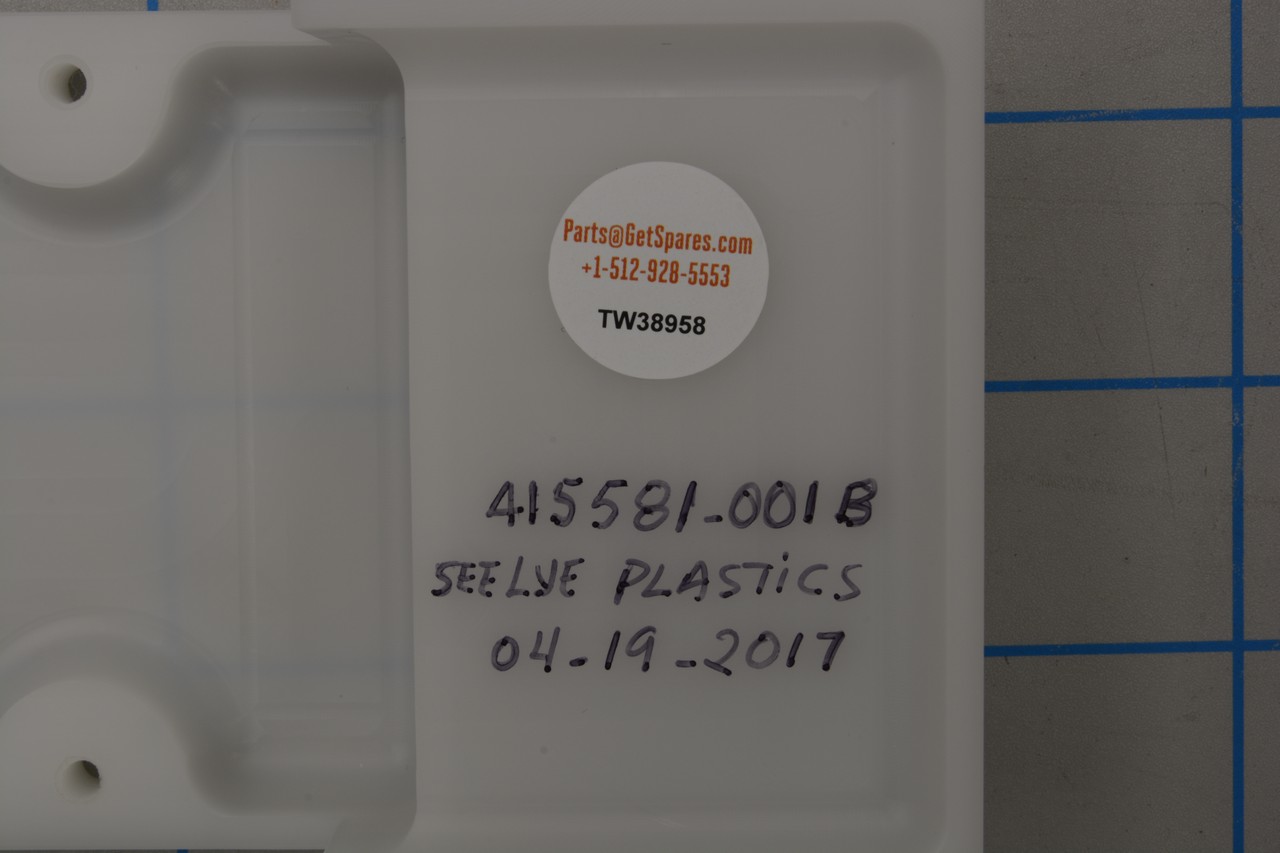 Parts@GetSpares.com
+1-512-928-5553
TW38958
415581-001B
SEELYE PLASTICS
04-19-2017